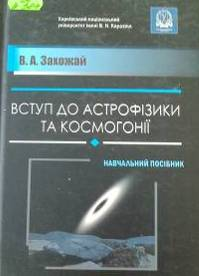 Харківський національний
університет імені В. Н. Каразіна
В. А. Захожай
ВСТУП ДО АСТРОФІЗИКИ
ТА КОСМОГОНІЇ
НАВЧАЛЬНИЙ ПОСІБНИК